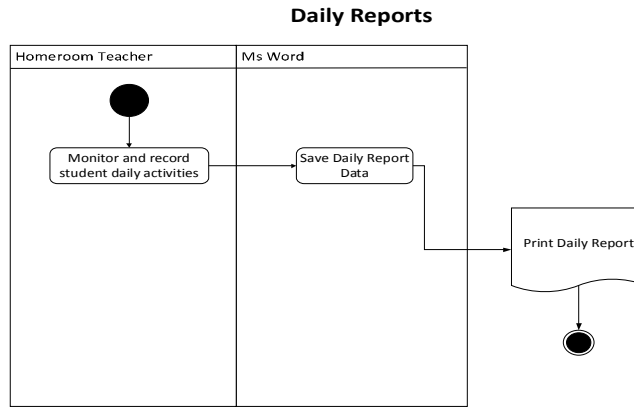 Daily Reports
Homeroom Teacher
Ms Word
Monitor and record
student daily activities
Save Daily Report
Data
Print Daily Report